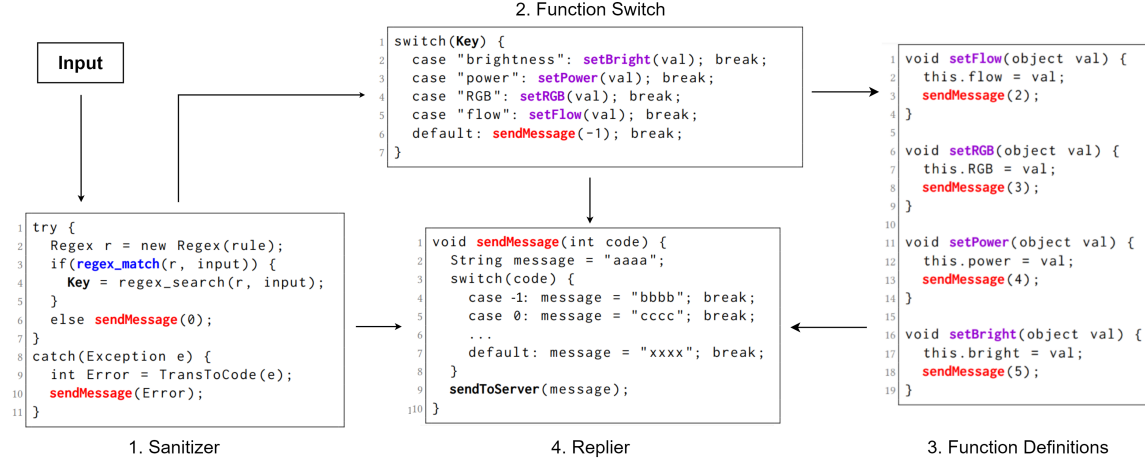 2. Function Switch
Input
1 switch(Key) {
2 case "brightness": setBright(val); break;
3 case "power": setPower(val); break;
4 case "RGB": setRGB(val); break;
5 case "flow": setFlow(val); break;
6 default: sendMessage(-1); break;
7 }
1 void setFlow(object val) {
2 this.flow = val;
3 sendMessage(2);
4 }
5
6 void setRGB(object val) {
7 this.RGB = val;
8 sendMessage(3);
9 }
10
11 void setPower(object val) {
12 this.power = val;
13 sendMessage(4);
14 }
15
16 void setBright(object val) {
17 this.bright = val;
18 sendMessage(5);
19 }
1 try {
2 Regex r = new Regex(rule);
3 if(regex_match(r, input)) {
4 Key = regex_search(r, input);
5 }
6 else sendMessage(0);
7 }
8 catch(Exception e) {
9 int Error = TransToCode(e);
10 sendMessage(Error);
11 }
1 void sendMessage(int code) {
2 String message = "aaaa";
3 switch(code) {
4 case -1: message = "bbbb"; break;
5 case 0: message = "cccc"; break;
6 ...
7 default: message = "xxxx"; break;
8 }
9 sendToServer(message);
110 }
1. Sanitizer
4. Replier
3. Function Definitions